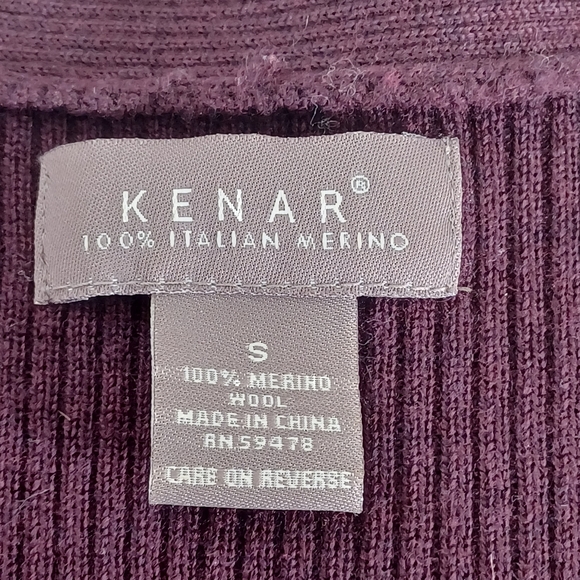 KENAR®
100% ITALIAN MERINO
S
100% MERINO
WOOL
MADE IN CHINA
RN 59478
CARE ON REVERSE